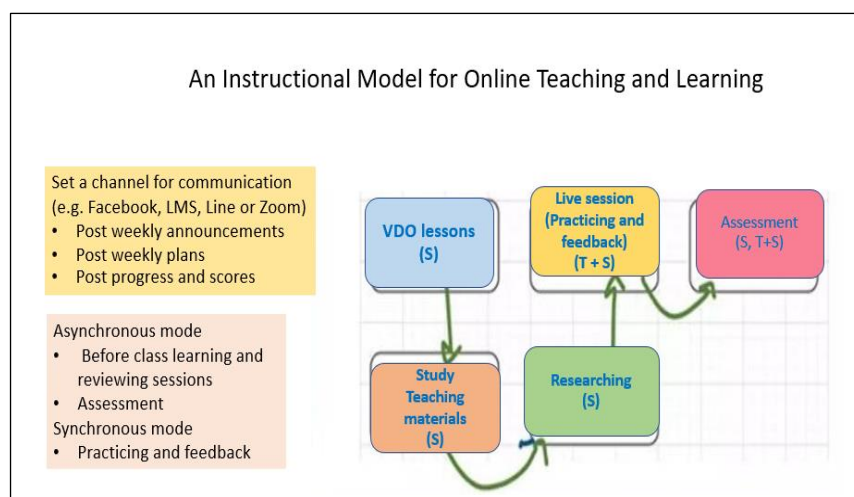 An Instructional Model for Online Teaching and Learning
Set a channel for communication
(e.g. Facebook, LMS, Line or Zoom)
• Post weekly announcements
• Post weekly plans
• Post progress and scores
Asynchronous mode
• Before class learning and
reviewing sessions
• Assessment
Synchronous mode
• Practicing and feedback
VDO lessons
(S)
Study
Teaching
materials
(S)
Researching
(S)
Live session
(Practicing and
feedback)
(T + S)
Assessment
(S, T+S)